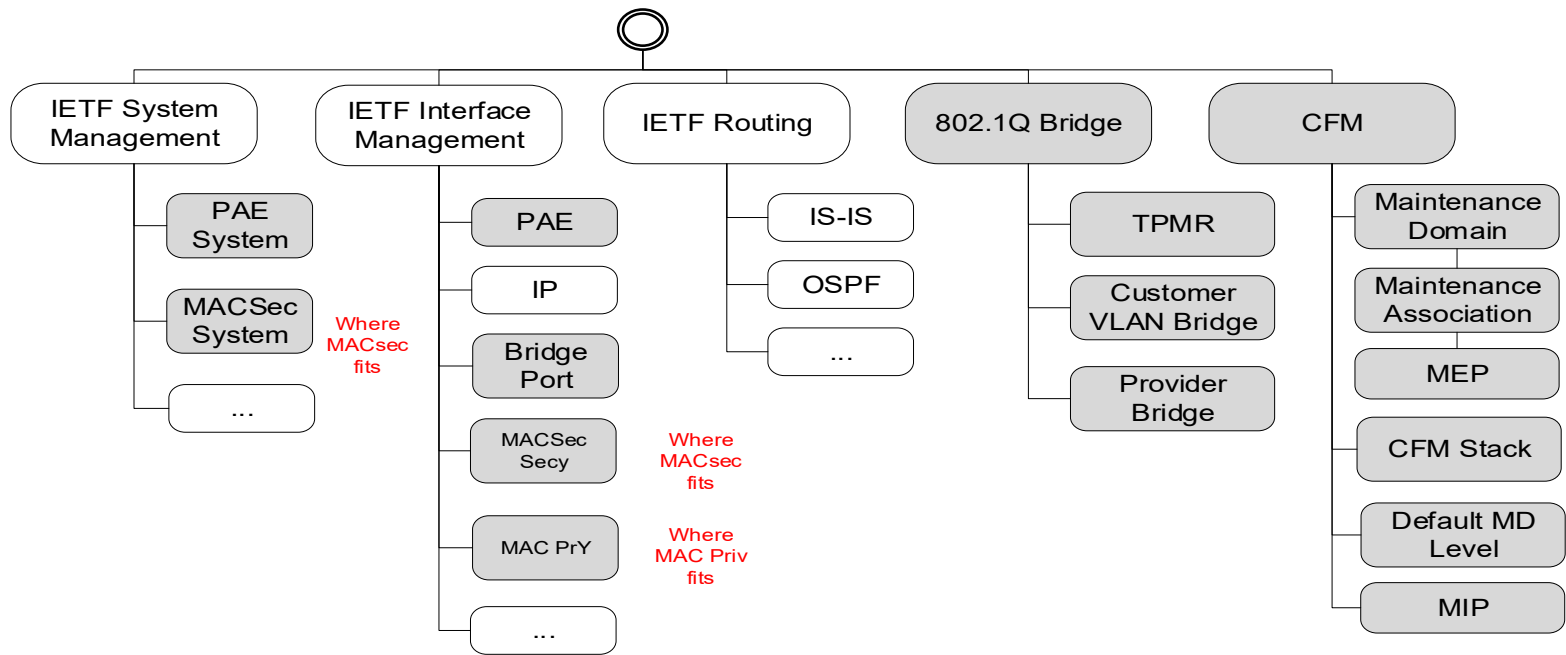 IETF System
Management
IETF Interface
Management
IETF Routing
802.1Q Bridge
CFM
PAE
System
MACSec
System
Where
MACsec
fits
...
PAE
IP
Bridge
Port
MACSec
Secy
Where
MACsec
fits
MAC PrY
Where
MAC Priv
fits
...
IS-IS
OSPF
...
TPMR
Customer
VLAN Bridge
Provider
Bridge
Maintenance
Domain
Maintenance
Association
MEP
CFM Stack
Default MD
Level
MIP